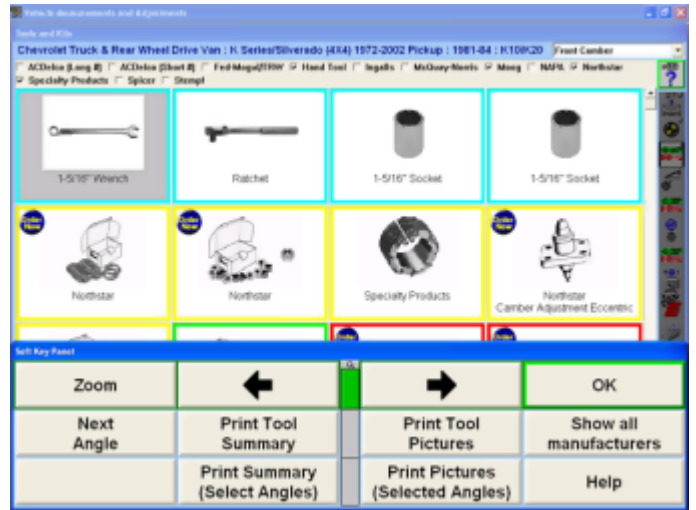 Vehicle Measurements and Adjustments
Tools and Kits
Chevrolet Truck & Rear Wheel Drive Van : K Series/Silverado (4X4) 1972-2002 Pickup : 1981-84 : K10/K20
Front Camber
ACDelco (Long #) ACDelco (Short #) Fed-Mogul/TRW Hand Tool Ingalls McQuay-Norris Moog NAPA Northstar
Specialty Products Spicer Stempf
1-5/16" Wrench
Ratchet
1-5/16" Socket
1-5/16" Socket
Order Now
Northstar
Order Now
Northstar
Specialty Products
Order Now
Northstar
Camber Adjustment Eccentric
Soft Key Panel
Zoom
OK
Next
Angle
Print Tool
Summary
Print Tool
Pictures
Show all
manufacturers
Print Summary
(Select Angles)
Print Pictures
(Selected Angles)
Help